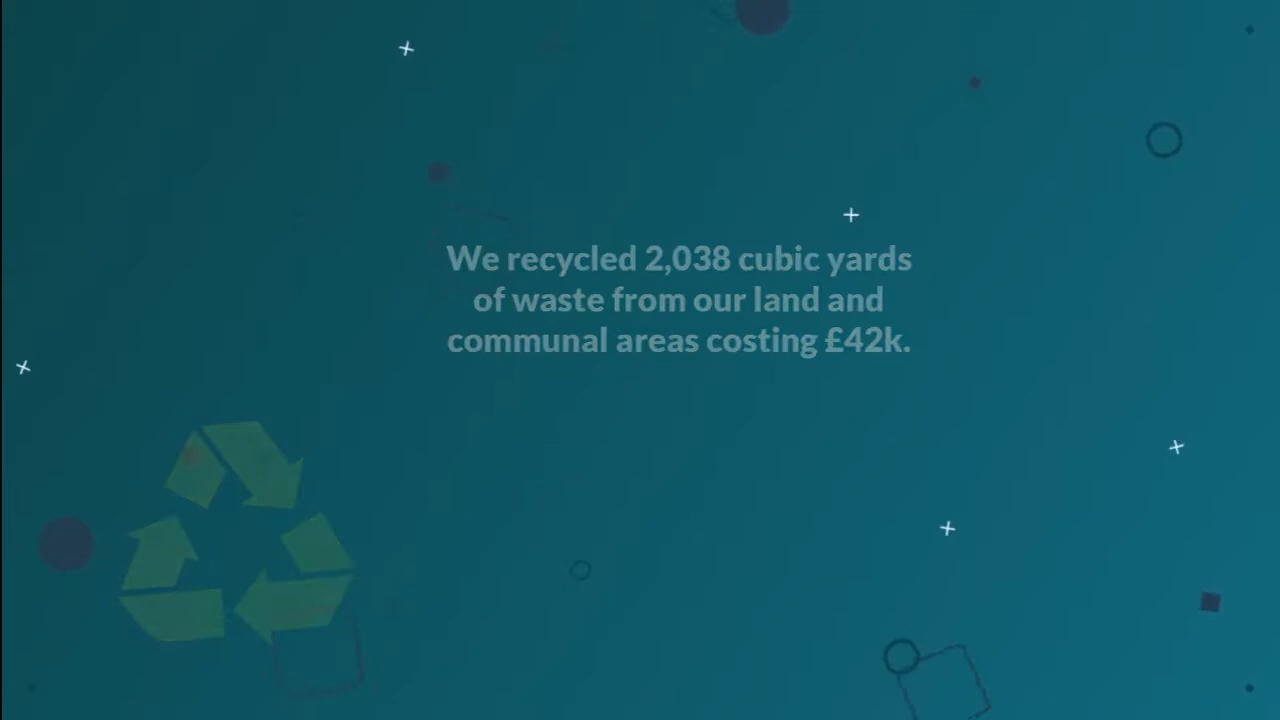 We recycled 2,038 cubic yards
of waste from our land and
communal areas costing £42k.